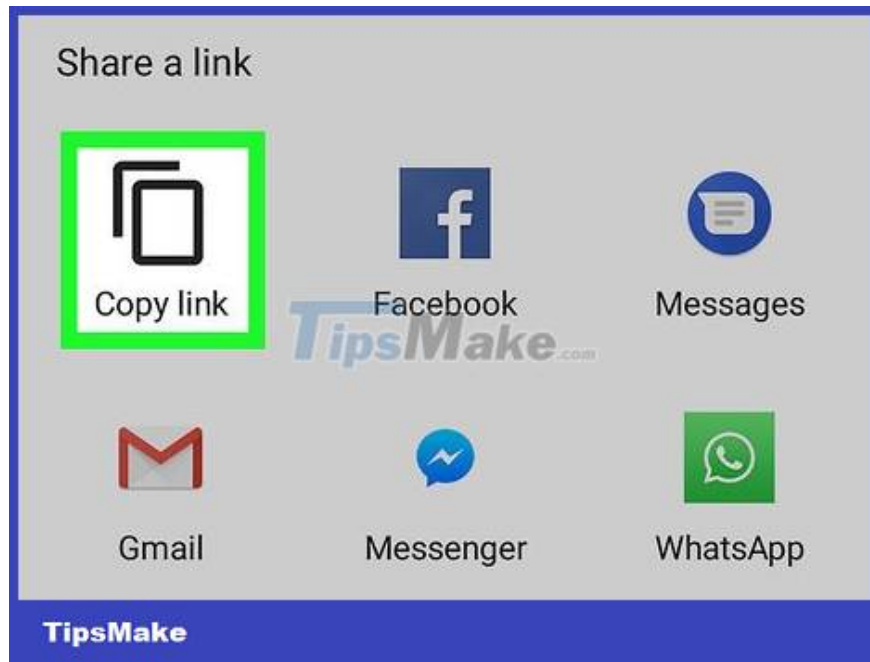 Share a link
Copy link
Facebook
Messages
TipsMake.com
Gmail
Messenger
WhatsApp
TipsMake